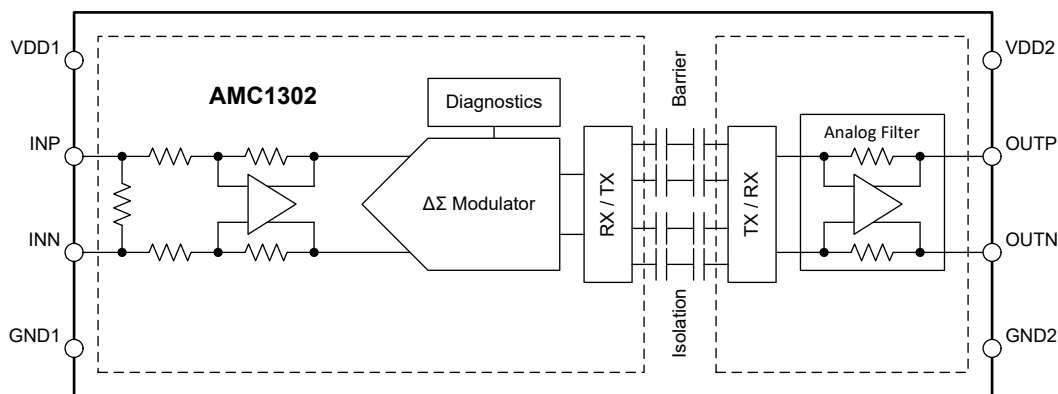 VDD1
VDD2
AMC1302
Diagnostics
Barrier
Analog Filter
INP
OUTP
ΔΣ Modulator
RX / TX
TX / RX
INN
OUTN
GND1
Isolation
GND2